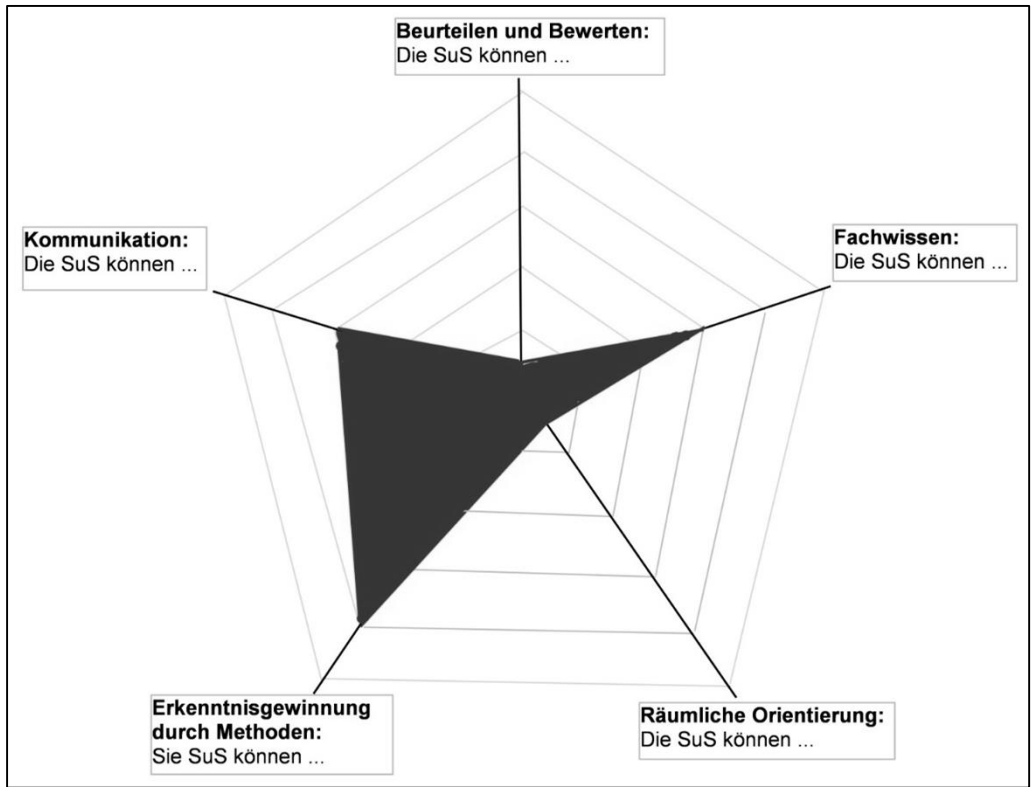 Beurteilen und Bewerten:
Die SuS können ...
Kommunikation:
Die SuS können ...
Fachwissen:
Die SuS können ...
Erkenntnisgewinnung
durch Methoden:
Sie SuS können ...
Räumliche Orientierung:
Die SuS können ...